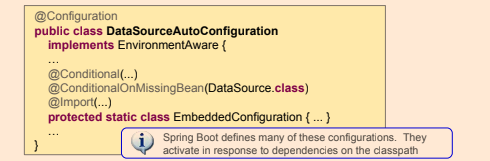 @Configuration
public class DataSourceAutoConfiguration
implements EnvironmentAware {
…
@Conditional(...)
@ConditionalOnMissingBean(DataSource.class)
@Import(...)
protected static class EmbeddedConfiguration { ... }
…
}
Spring Boot defines many of these configurations. They
activate in response to dependencies on the classpath